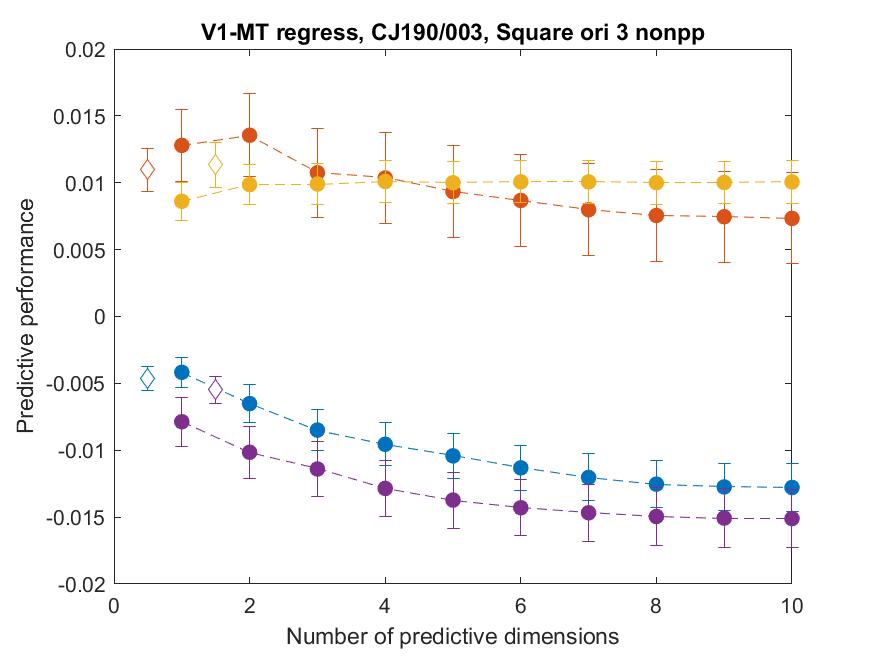 V1-MT regress, CJ190/003, Square ori 3 nonpp
0.02
0.015
0.01
0.005
0
-0.005
-0.01
-0.015
-0.02
Predictive performance
0 2 4 6 8 10
Number of predictive dimensions